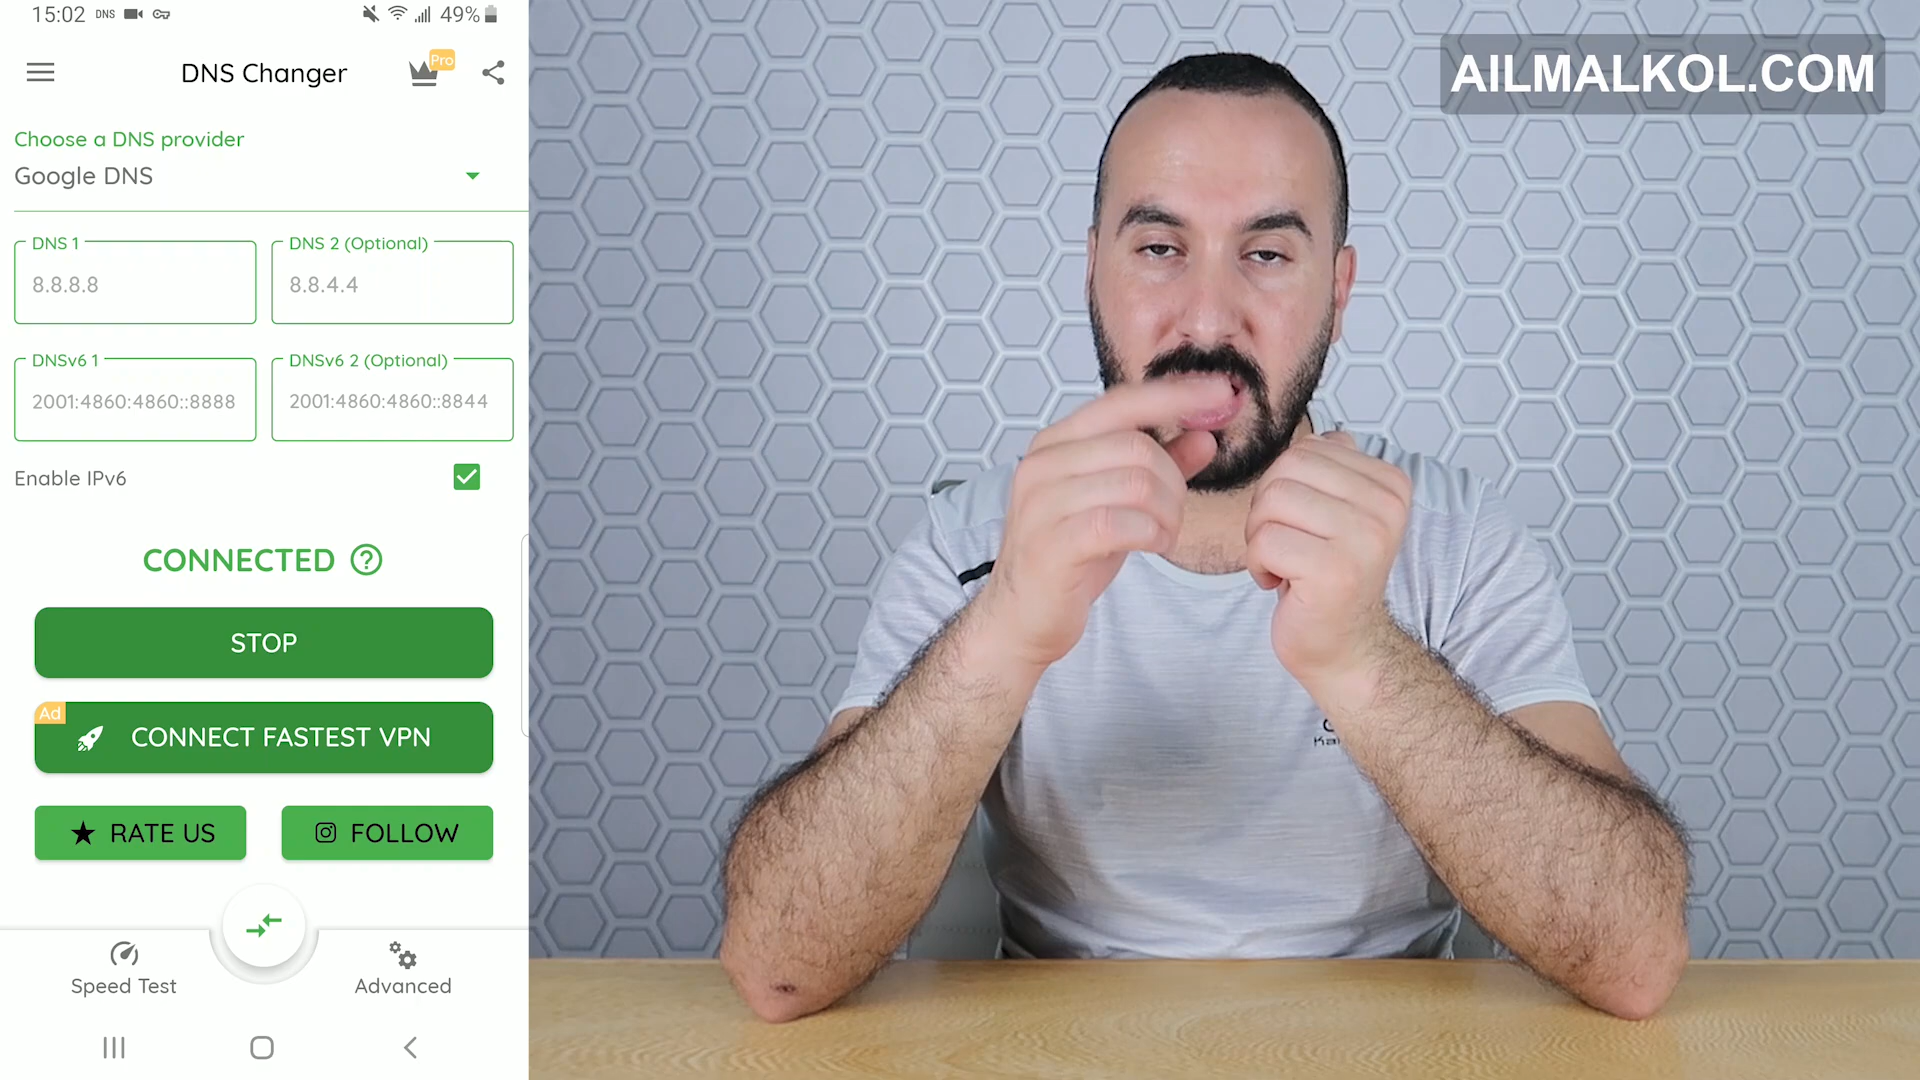 15:02 DNS 49%
DNS Changer
Pro
Choose a DNS provider
Google DNS
DNS 1
8.8.8.8
DNS 2 (Optional)
8.8.4.4
DNSv6 1
2001:4860:4860::8888
DNSv6 2 (Optional)
2001:4860:4860::8844
Enable IPv6
CONNECTED ?
STOP
Ad
CONNECT FASTEST VPN
RATE US
FOLLOW
Speed Test
Advanced
AILMALKOL.COM